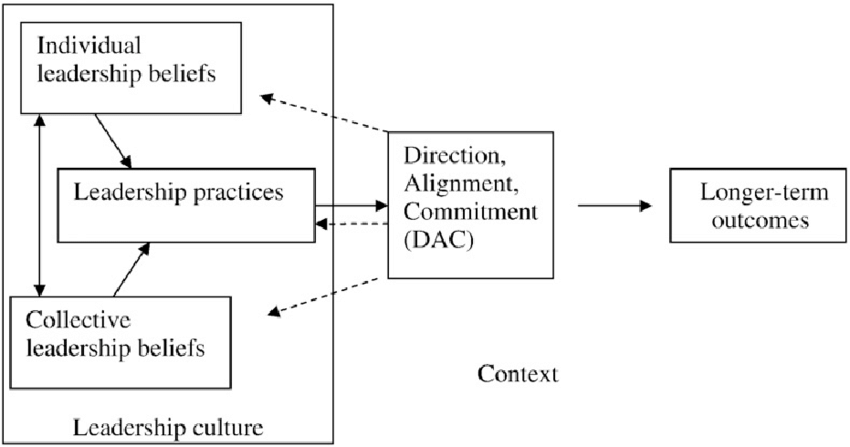 Individual
leadership beliefs
Leadership practices
Collective
leadership beliefs
Leadership culture
Direction,
Alignment,
Commitment
(DAC)
Context
Longer-term
outcomes